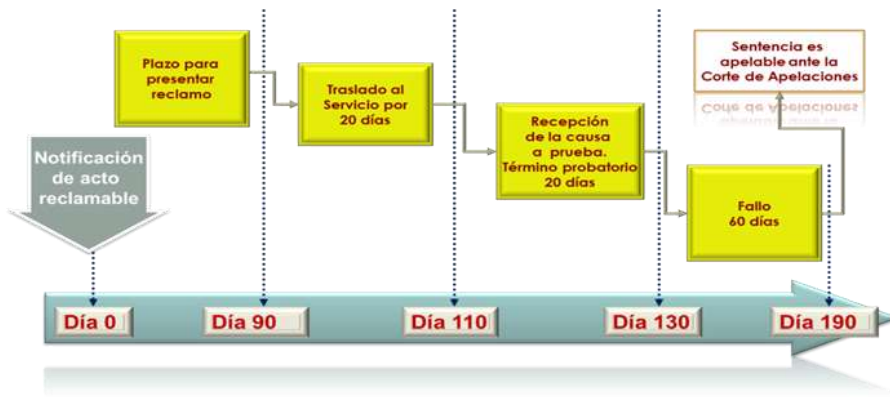 Plazo para
presentar
reclamo
Traslado al
Servicio por
20 días
Recepción
de la causa
a prueba.
Término probatorio
20 días
Fallo
60 días
Sentencia es
apelable ante la
Corte de Apelaciones
Notificación
de acto
reclamable
Día 0
Día 90
Día 110
Día 130
Día 190